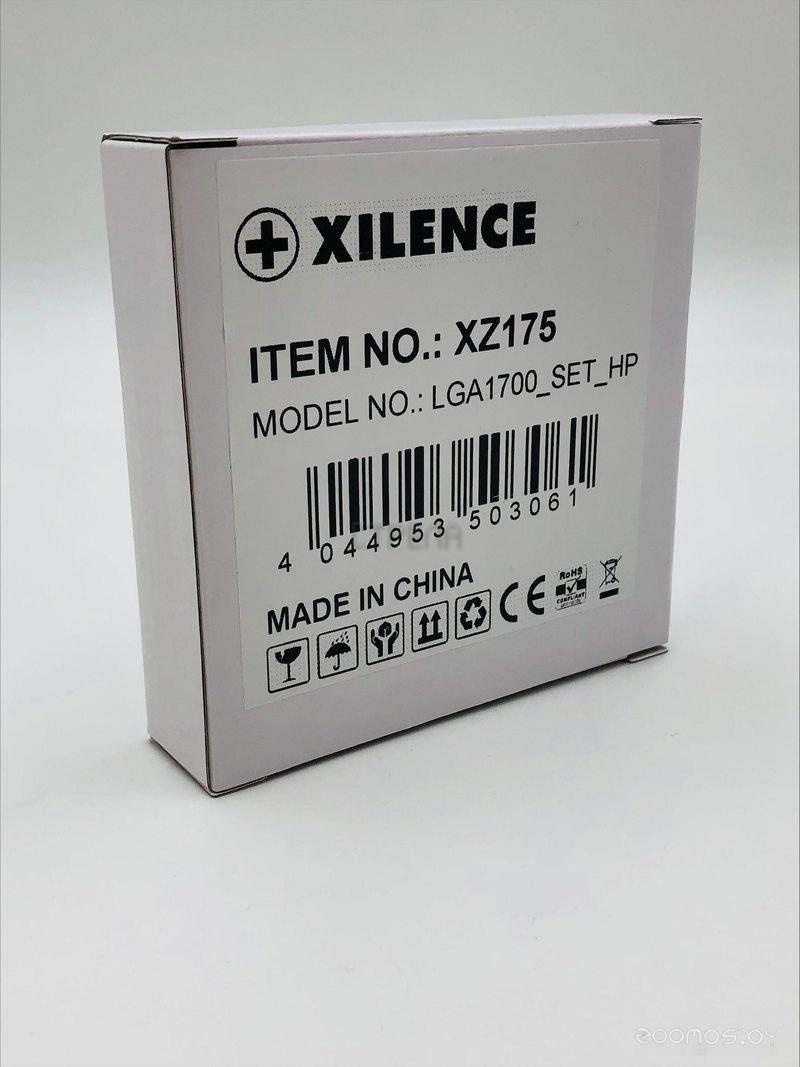 XILENCE
ITEM NO.: XZ175
MODEL NO.: LGA1700_SET_HP
4 044953 503061
MADE IN CHINA
CE
RoHS
COMPLIANT
ZOOMOS.BY